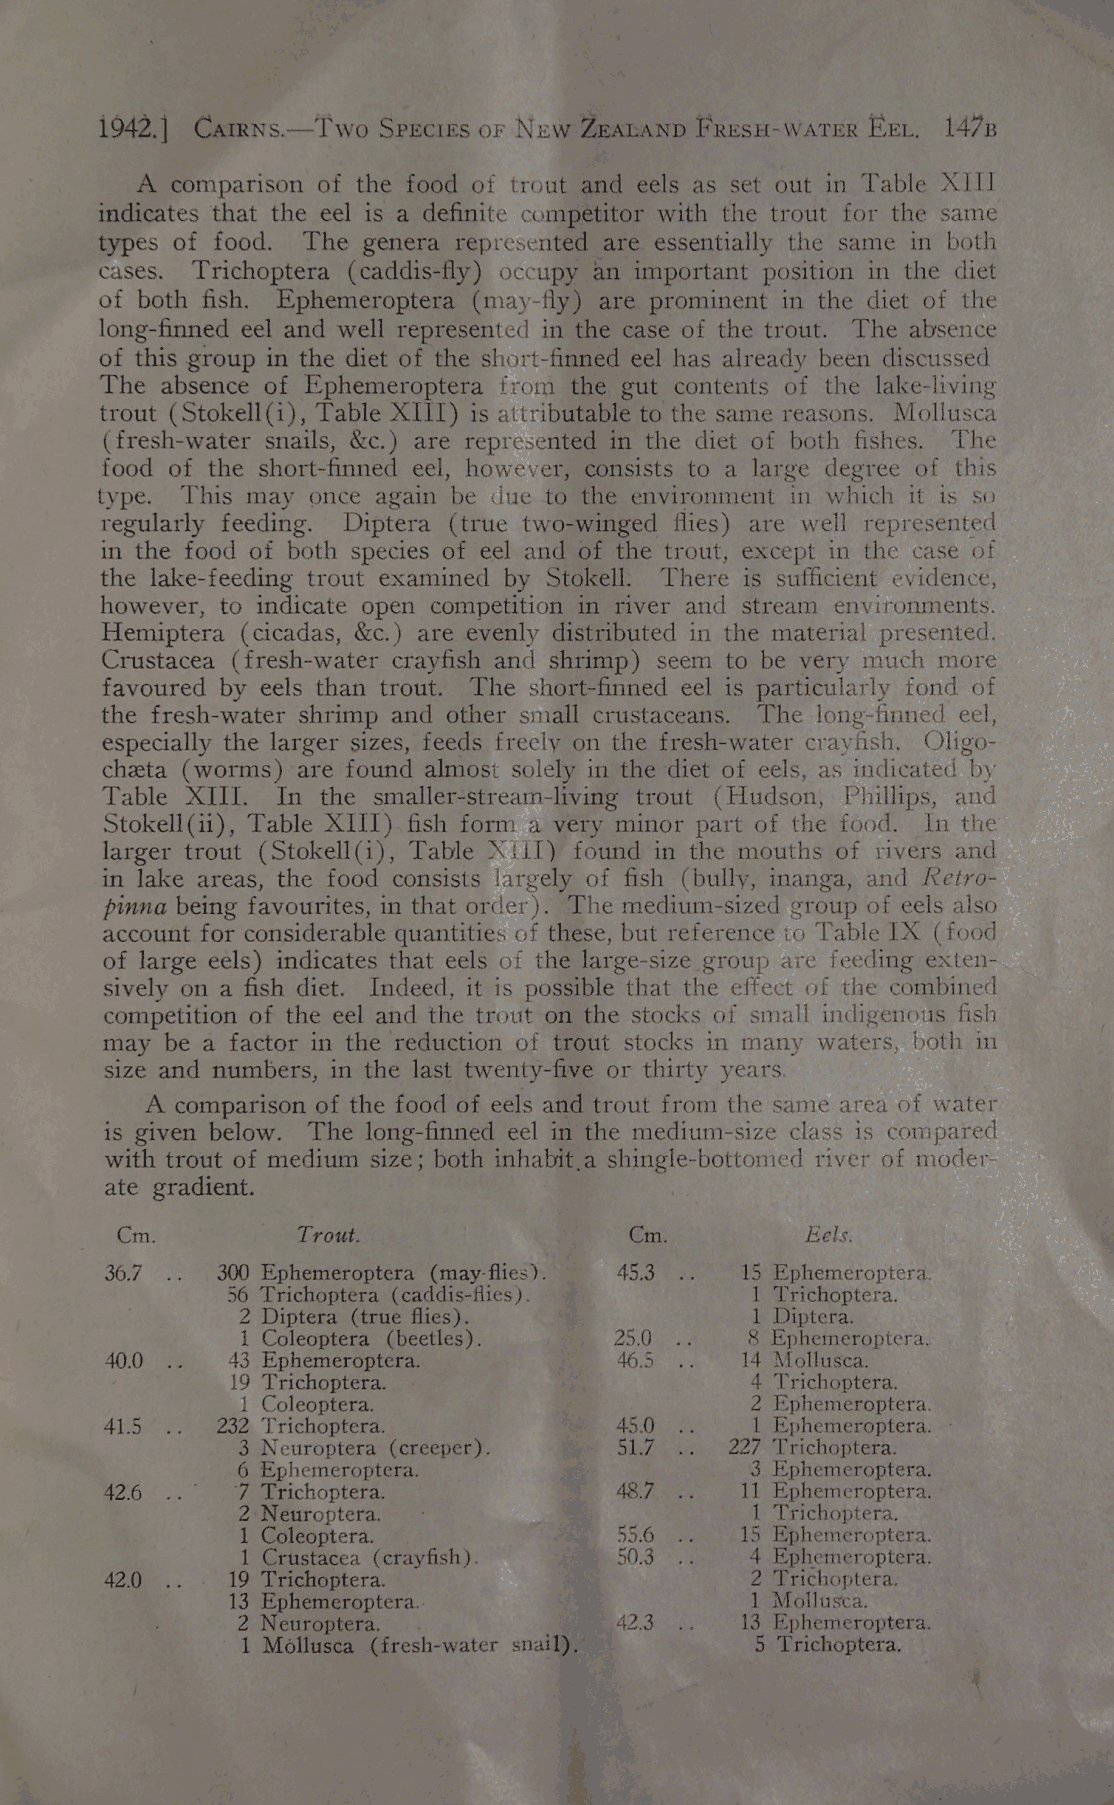 1942.] CAIRNS.—TWO SPECIES OF NEW ZEALAND FRESH-WATER EEL. 147B
A comparison of the food of trout and eels as set out in Table XIII
indicates that the eel is a definite competitor with the trout for the same
types of food. The genera represented are essentially the same in both
cases. Trichoptera (caddis-fly) occupy an important position in the diet
of both fish. Ephemeroptera (may-fly) are prominent in the diet of the
long-finned eel and well represented in the case of the trout. The absence
of this group in the diet of the short-finned eel has already been discussed
The absence of Ephemeroptera from the gut contents of the lake-living
trout (Stokell(i), Table XIII) is attributable to the same reasons. Mollusca
(fresh-water snails, &c.) are represented in the diet of both fishes. The
food of the short-finned eel, however, consists to a large degree of this
type. This may once again be due to the environment in which it is so
regularly feeding. Diptera (true two-winged flies) are well represented
in the food of both species of eel and of the trout, except in the case of
the lake-feeding trout examined by Stokell. There is sufficient evidence,
however, to indicate open competition in river and stream environments.
Hemiptera (cicadas, &c.) are evenly distributed in the material presented.
Crustacea (fresh-water crayfish and shrimp) seem to be very much more
favoured by eels than trout. The short-finned eel is particularly fond of
the fresh-water shrimp and other small crustaceans. The long-finned eel,
especially the larger sizes, feeds freely on the fresh-water crayfish. Oligo-
chæta (worms) are found almost solely in the diet of eels, as indicated by
Table XIII. In the smaller-stream-living trout (Hudson, Phillips, and
Stokell(ii), Table XIII) fish form a very minor part of the food. In the
larger trout (Stokell(i), Table XIII) found in the mouths of rivers and
in lake areas, the food consists largely of fish (bully, inanga, and Retro-
pinna being favourites, in that order). The medium-sized group of eels also
account for considerable quantities of these, but reference to Table IX (food
of large eels) indicates that eels of the large-size group are feeding exten-
sively on a fish diet. Indeed, it is possible that the effect of the combined
competition of the eel and the trout on the stocks of small indigenous fish
may be a factor in the reduction of trout stocks in many waters, both in
size and numbers, in the last twenty-five or thirty years.
A comparison of the food of eels and trout from the same area of water
is given below. The long-finned eel in the medium-size class is compared
with trout of medium size; both inhabit a shingle-bottomed river of moder-
ate gradient.
Cm. Trout. Cm. Eels.
36.7 .. 300 Ephemeroptera (may-flies). 45.3 .. 15 Ephemeroptera.
56 Trichoptera (caddis-flies). 1 Trichoptera.
2 Diptera (true flies). 1 Diptera.
1 Coleoptera (beetles). 25.0 .. 8 Ephemeroptera.
40.0 .. 43 Ephemeroptera. 46.5 .. 14 Mollusca.
19 Trichoptera. 4 Trichoptera.
1 Coleoptera. 2 Ephemeroptera.
41.5 .. 232 Trichoptera. 45.0 .. 1 Ephemeroptera.
3 Neuroptera (creeper). 51.7 .. 227 Trichoptera.
6 Ephemeroptera. 3 Ephemeroptera.
42.6 .. 7 Trichoptera. 48.7 .. 11 Ephemeroptera.
2 Neuroptera. 1 Trichoptera.
1 Coleoptera. 55.6 .. 15 Ephemeroptera.
1 Crustacea (crayfish). 50.3 .. 4 Ephemeroptera.
42.0 .. 19 Trichoptera. 2 Trichoptera.
13 Ephemeroptera. 1 Mollusca.
2 Neuroptera. 42.3 .. 13 Ephemeroptera.
1 Mollusca (fresh-water snail). 5 Trichoptera.